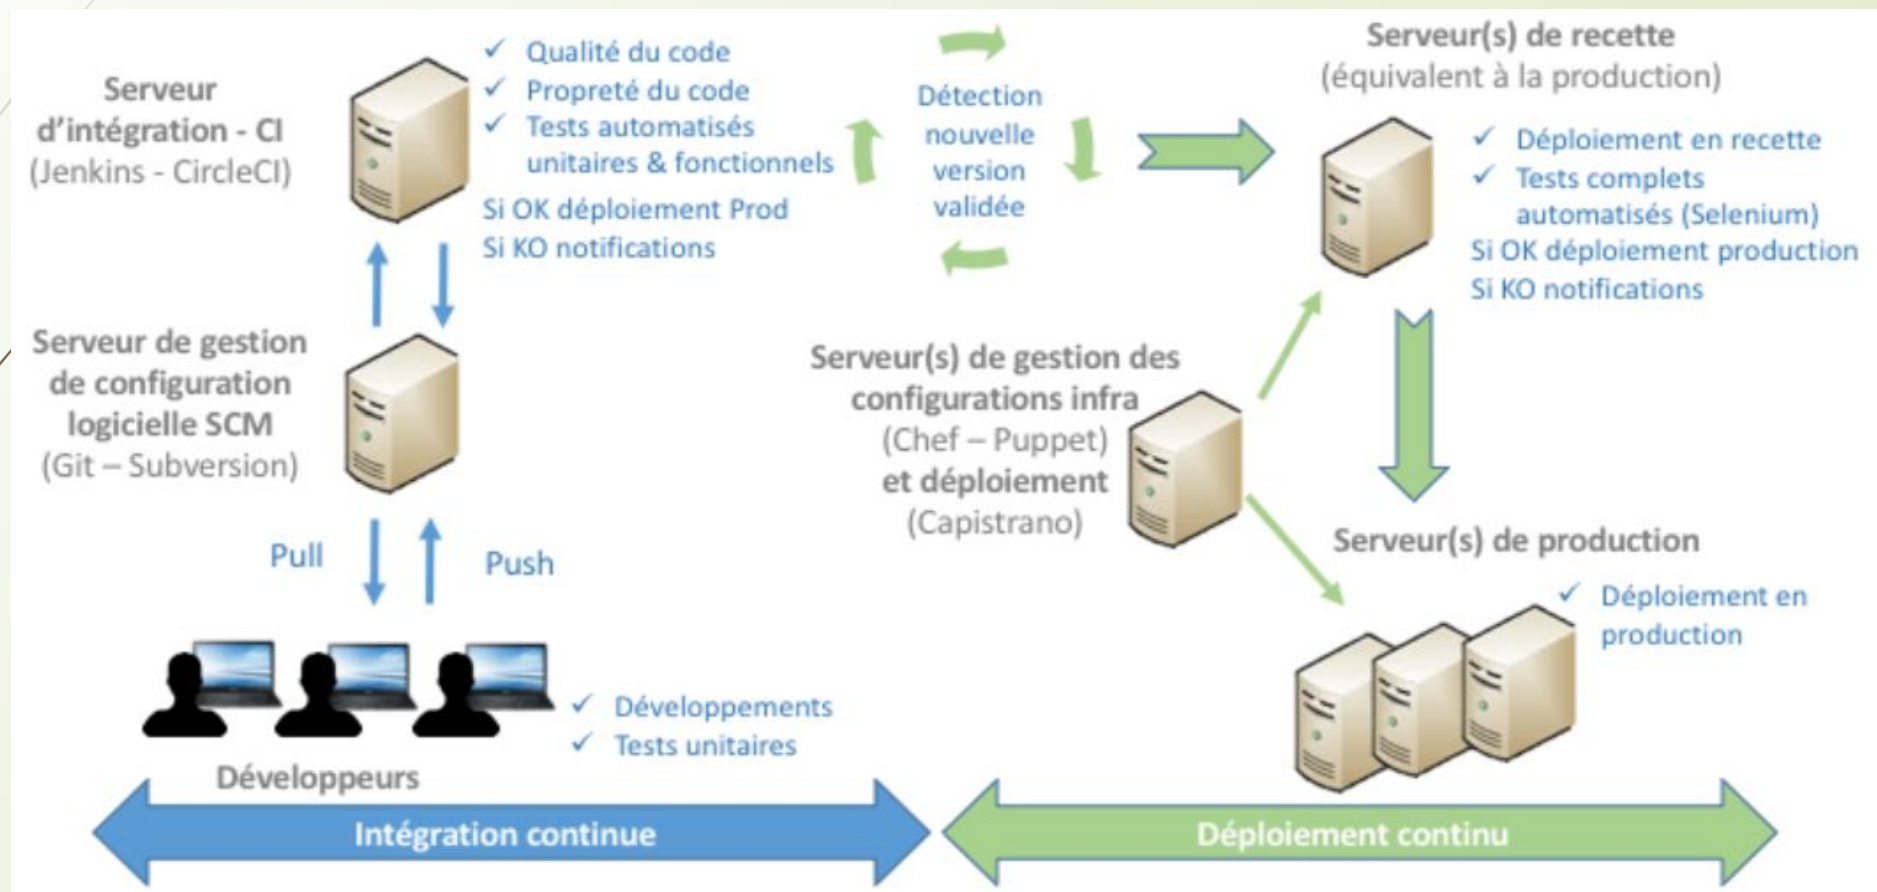 Serveur
d'intégration - CI
(Jenkins - CircleCI)
✓ Qualité du code
✓ Propreté du code
✓ Tests automatisés
unitaires & fonctionnels
Si OK déploiement Prod
Si KO notifications
Détection
nouvelle
version
validée
Serveur(s) de recette
(équivalent à la production)
✓ Déploiement en recette
✓ Tests complets
automatisés (Selenium)
Si OK déploiement production
Si KO notifications
Serveur de gestion
de configuration
logicielle SCM
(Git – Subversion)
Serveur(s) de gestion des
configurations infra
(Chef – Puppet)
et déploiement
(Capistrano)
Pull
Push
Serveur(s) de production
✓ Déploiement en
production
✓ Développements
✓ Tests unitaires
Développeurs
Intégration continue
Déploiement continu